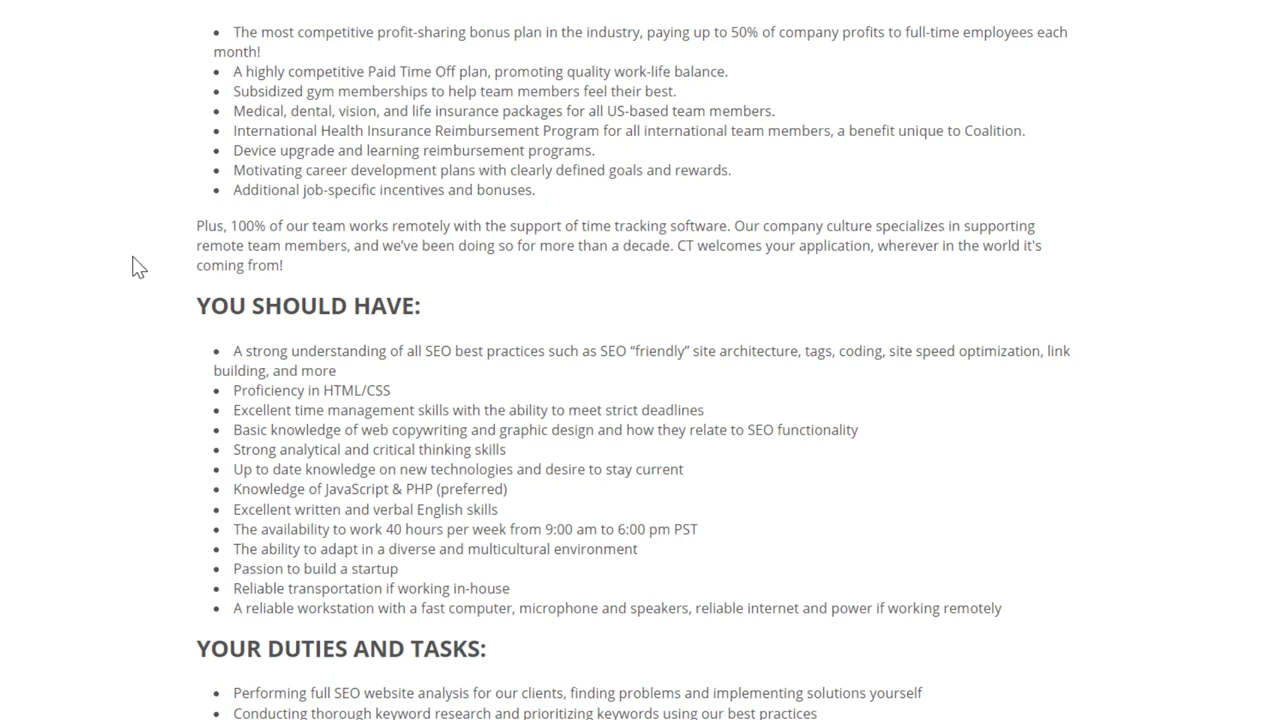 • The most competitive profit-sharing bonus plan in the industry, paying up to 50% of company profits to full-time employees each
month!
• A highly competitive Paid Time Off plan, promoting quality work-life balance.
• Subsidized gym memberships to help team members feel their best.
• Medical, dental, vision, and life insurance packages for all US-based team members.
• International Health Insurance Reimbursement Program for all international team members, a benefit unique to Coalition.
• Device upgrade and learning reimbursement programs.
• Motivating career development plans with clearly defined goals and rewards.
• Additional job-specific incentives and bonuses.
Plus, 100% of our team works remotely with the support of time tracking software. Our company culture specializes in supporting
remote team members, and we’ve been doing so for more than a decade. CT welcomes your application, wherever in the world it's
coming from!
YOU SHOULD HAVE:
• A strong understanding of all SEO best practices such as SEO “friendly” site architecture, tags, coding, site speed optimization, link
building, and more
• Proficiency in HTML/CSS
• Excellent time management skills with the ability to meet strict deadlines
• Basic knowledge of web copywriting and graphic design and how they relate to SEO functionality
• Strong analytical and critical thinking skills
• Up to date knowledge on new technologies and desire to stay current
• Knowledge of JavaScript & PHP (preferred)
• Excellent written and verbal English skills
• The availability to work 40 hours per week from 9:00 am to 6:00 pm PST
• The ability to adapt in a diverse and multicultural environment
• Passion to build a startup
• Reliable transportation if working in-house
• A reliable workstation with a fast computer, microphone and speakers, reliable internet and power if working remotely
YOUR DUTIES AND TASKS:
• Performing full SEO website analysis for our clients, finding problems and implementing solutions yourself
• Conducting thorough keyword research and prioritizing keywords using our best practices